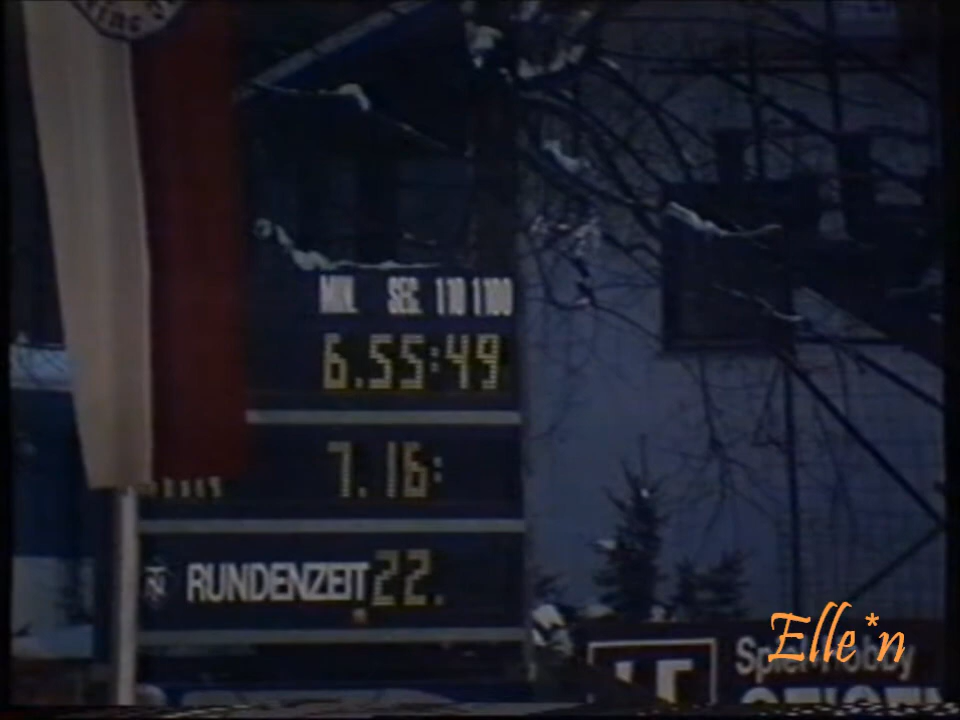 MIN. SEC. 1 10 1 100
6.55:49
7.16:
RUNDENZEIT 22.
Elle*n